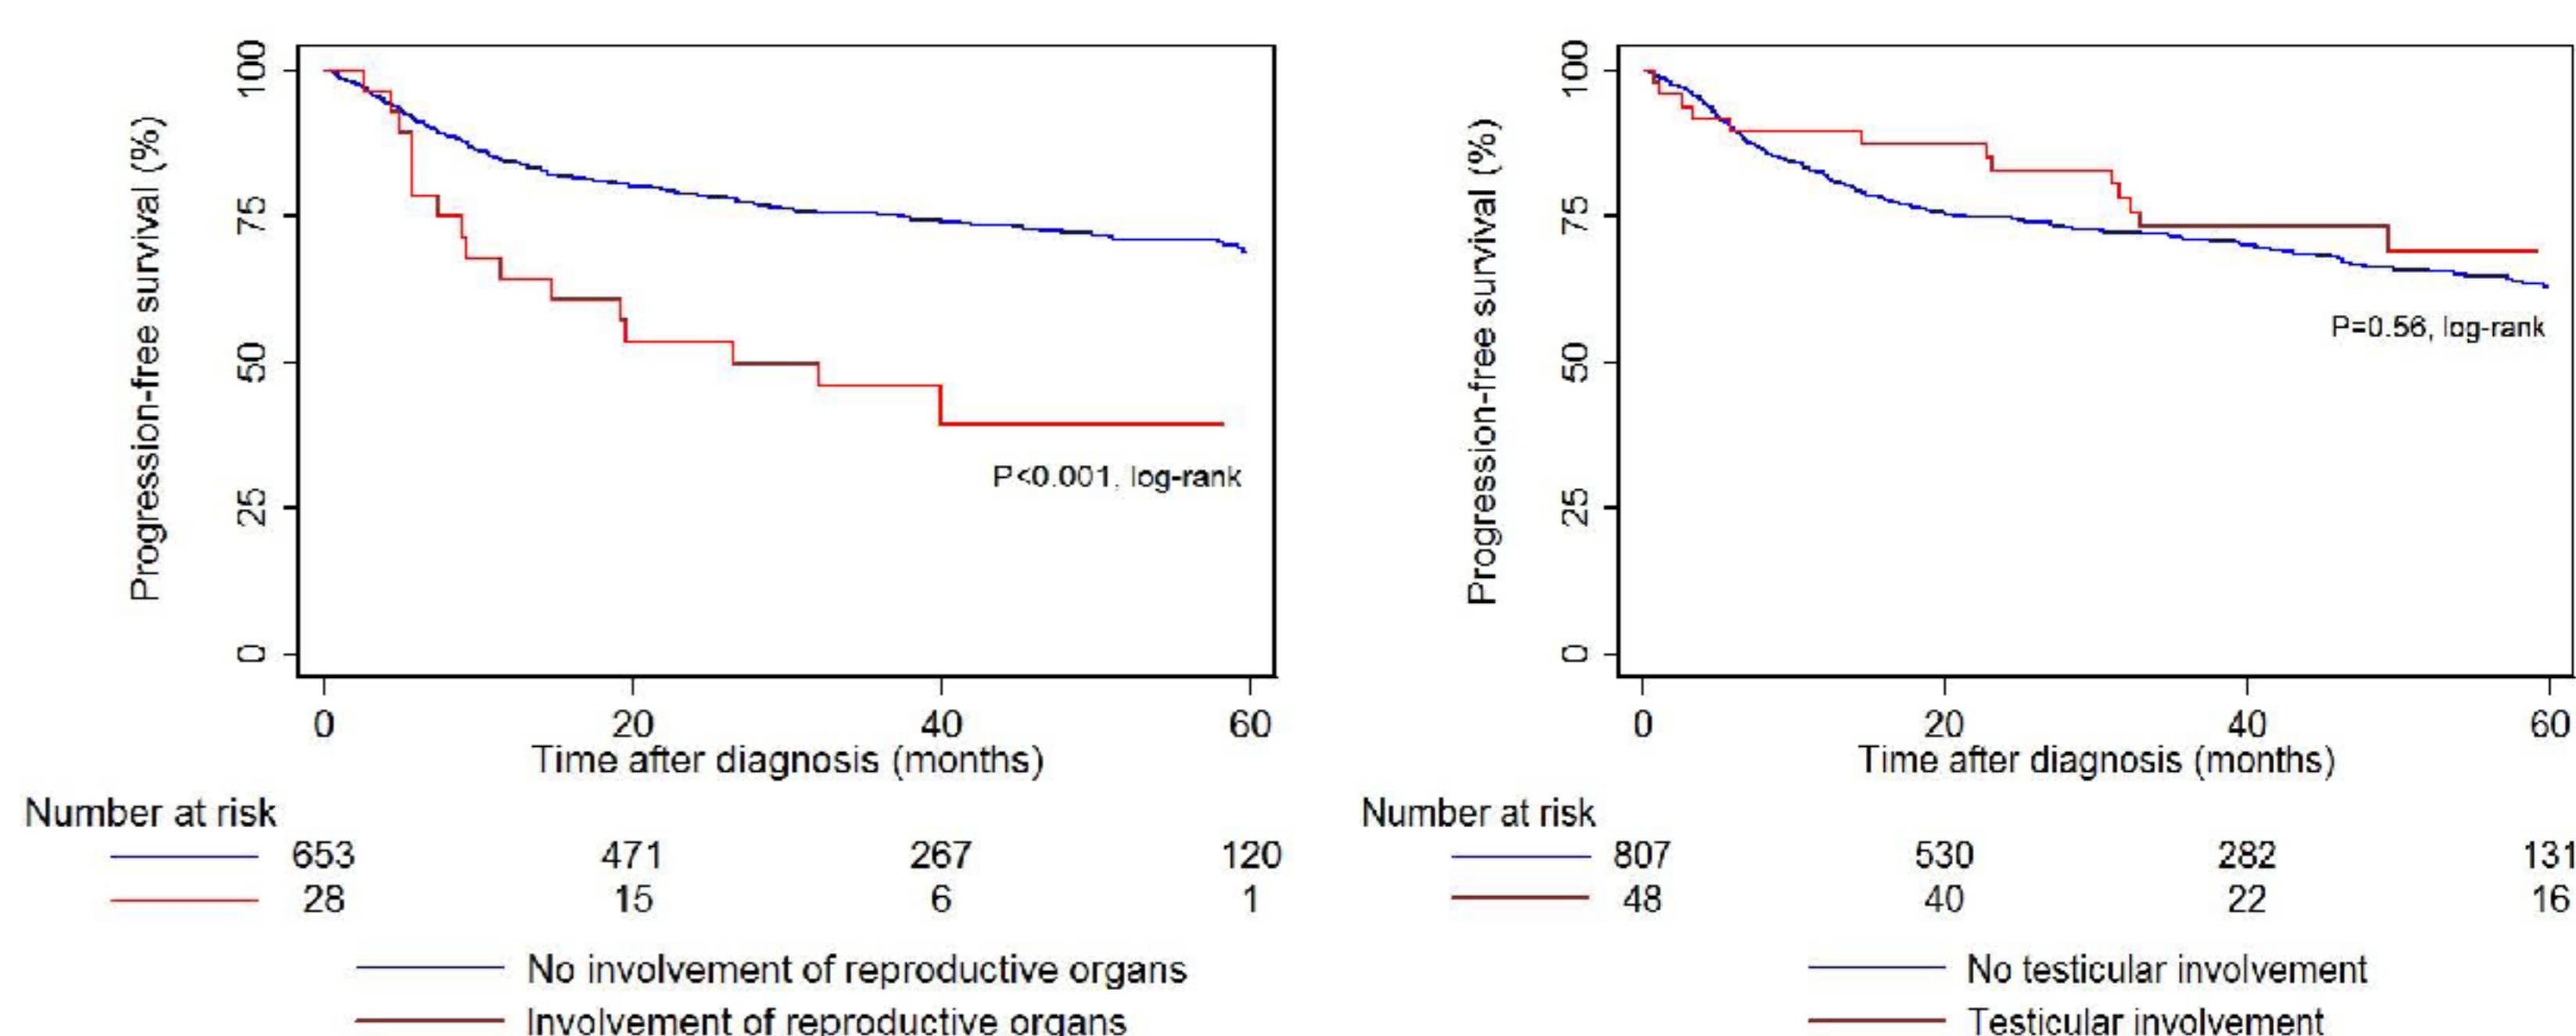 Progression-free survival (%)
100
75
50
25
0
P<0.001, log-rank
0 20 40 60
Time after diagnosis (months)
Number at risk
653 471 267 120
28 15 6 1
No involvement of reproductive organs
Involvement of reproductive organs
Progression-free survival (%)
100
75
50
25
0
P=0.56, log-rank
0 20 40 60
Time after diagnosis (months)
Number at risk
807 530 282 131
48 40 22 16
No testicular involvement
Testicular involvement